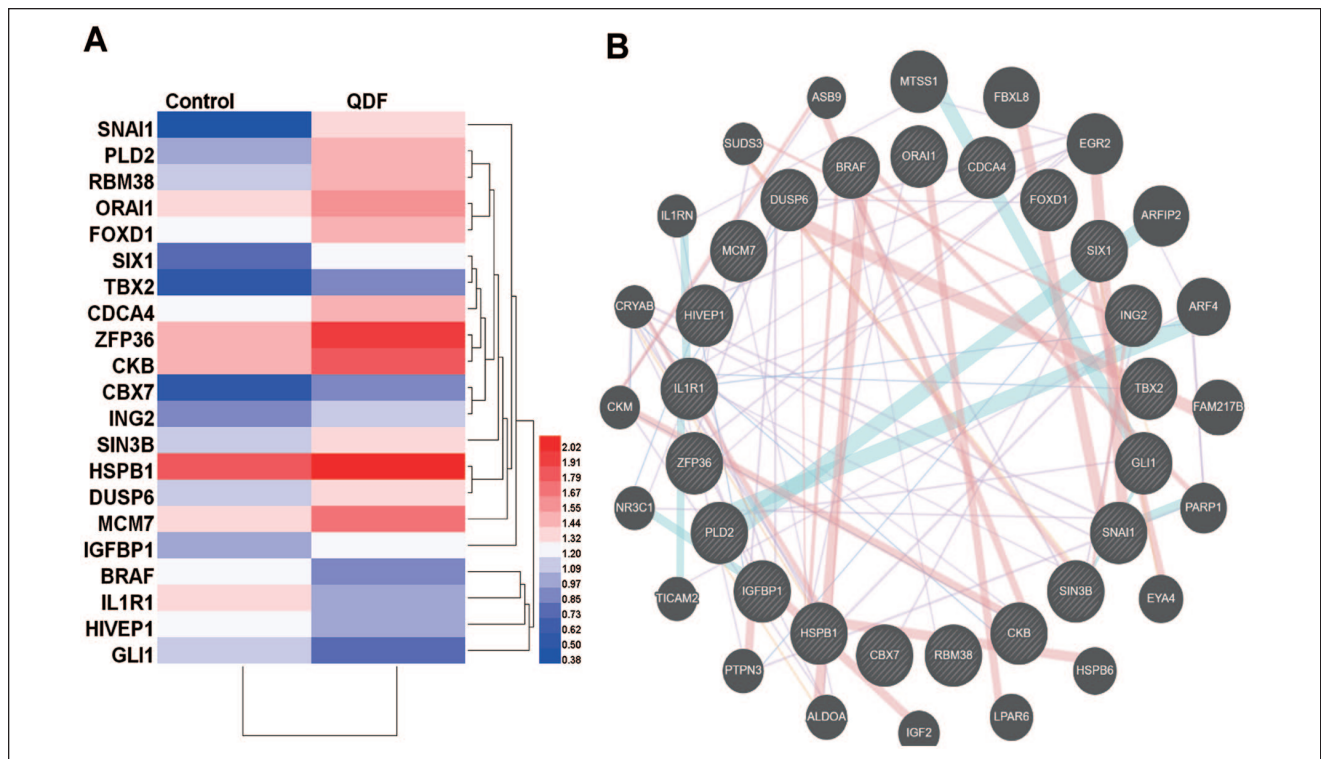 A
Control QDF
SNAI1
PLD2
RBM38
ORAI1
FOXD1
SIX1
TBX2
CDCA4
ZFP36
CKB
CBX7
ING2
SIN3B
HSPB1
DUSP6
MCM7
IGFBP1
BRAF
IL1R1
HIVEP1
GLI1
2.02
1.91
1.79
1.67
1.55
1.44
1.32
1.20
1.09
0.97
0.85
0.73
0.62
0.50
0.38
B
MTSS1
ASB9
FBXL8
SUDS3
EGR2
ORAI1
BRAF
CDCA4
DUSP6
FOXD1
IL1RN
ARFIP2
MCM7
SIX1
CRYAB
ARF4
HIVEP1
ING2
IL1R1
TBX2
CKM
FAM217B
ZFP36
GLI1
NR3C1
PARP1
PLD2
SNAI1
TICAM2
IGFBP1
SIN3B
EYA4
HSPB1
CKB
CBX7
RBM38
PTPN3
HSPB6
ALDOA
LPAR6
IGF2